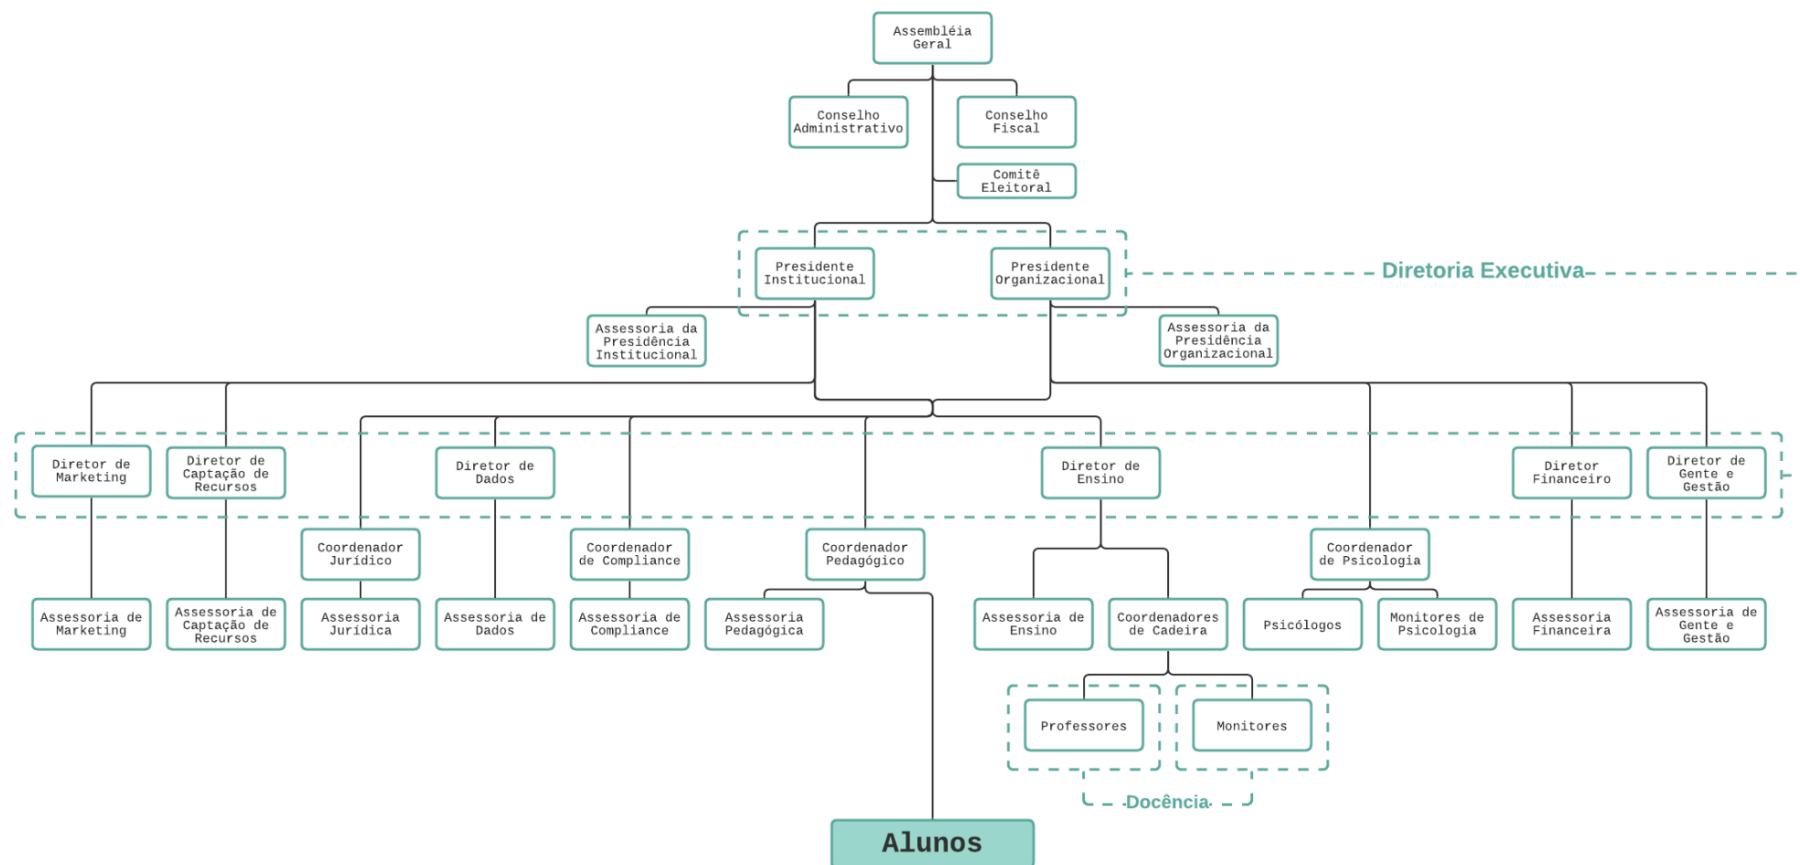 Assembléia
Geral
Conselho
Administrativo
Conselho
Fiscal
Comitê
Eleitoral
Presidente
Institucional
Presidente
Organizacional
Diretoria Executiva
Assessoria da
Presidência
Institucional
Assessoria da
Presidência
Organizacional
Diretor de
Marketing
Diretor de
Captação de
Recursos
Diretor de
Dados
Diretor de
Ensino
Diretor
Financeiro
Diretor de
Gente e
Gestão
Coordenador
Jurídico
Coordenador
de Compliance
Coordenador
Pedagógico
Coordenador
de Psicologia
Assessoria de
Marketing
Assessoria de
Captação de
Recursos
Assessoria
Jurídica
Assessoria de
Dados
Assessoria de
Compliance
Assessoria
Pedagógica
Assessoria de
Ensino
Coordenadores
de Cadeira
Psicólogos
Monitores de
Psicologia
Assessoria
Financeira
Assessoria de
Gente e
Gestão
Professores
Monitores
Docência
Alunos